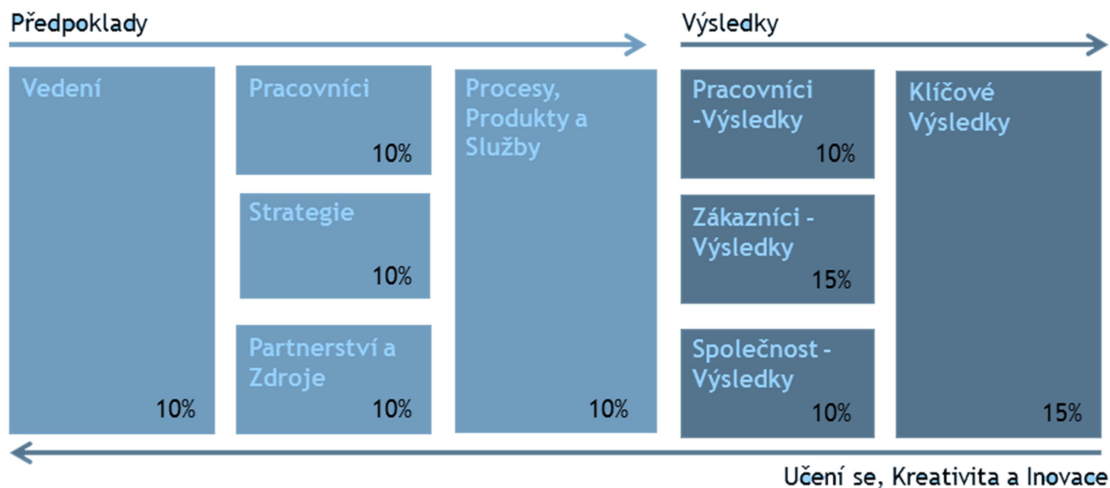 Předpoklady
Výsledky
Vedení
10%
Pracovníci
10%
Strategie
10%
Partnerství a
Zdroje
10%
Procesy,
Produkty a
Služby
10%
Pracovníci
-Výsledky
10%
Zákazníci -
Výsledky
15%
Společnost -
Výsledky
10%
Klíčové
Výsledky
15%
Učení se, Kreativita a Inovace